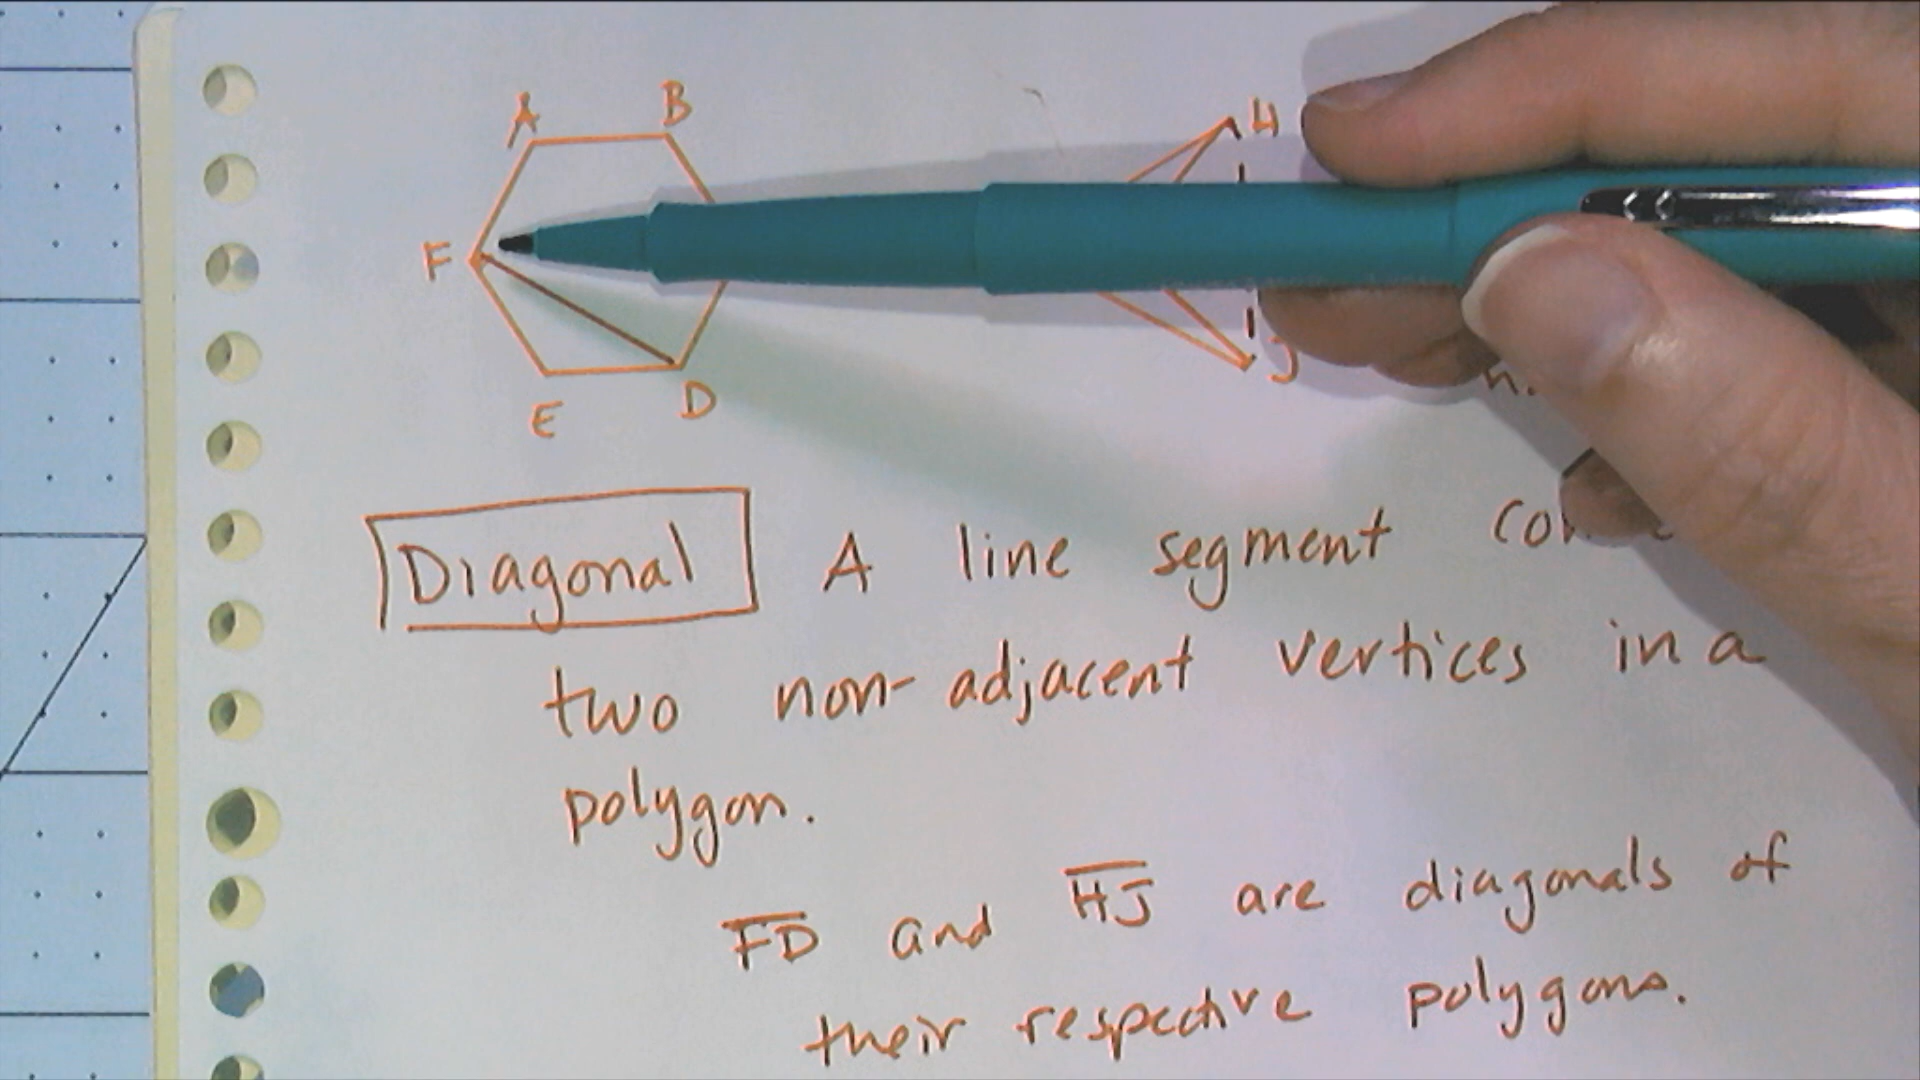 A B
H
F
J
h.
E D
Diagonal A line segment
two non-adjacent vertices in a
polygon.
FD and HJ are diagonals of
their respective polygons.